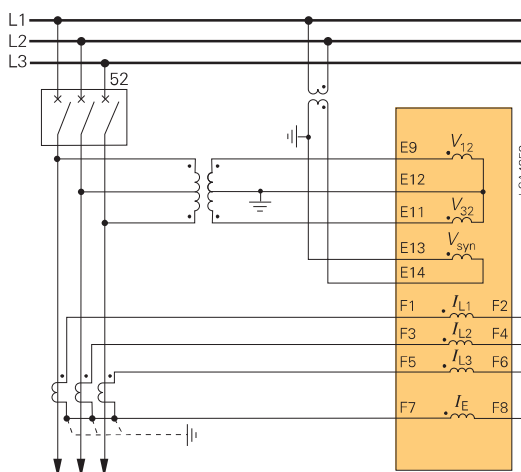 L1
L2
L3
52
E9 V12
E12
E11 V32
E13 Vsyn
E14
F1 IL1 F2
F3 IL2 F4
F5 IL3 F6
F7 IE F8